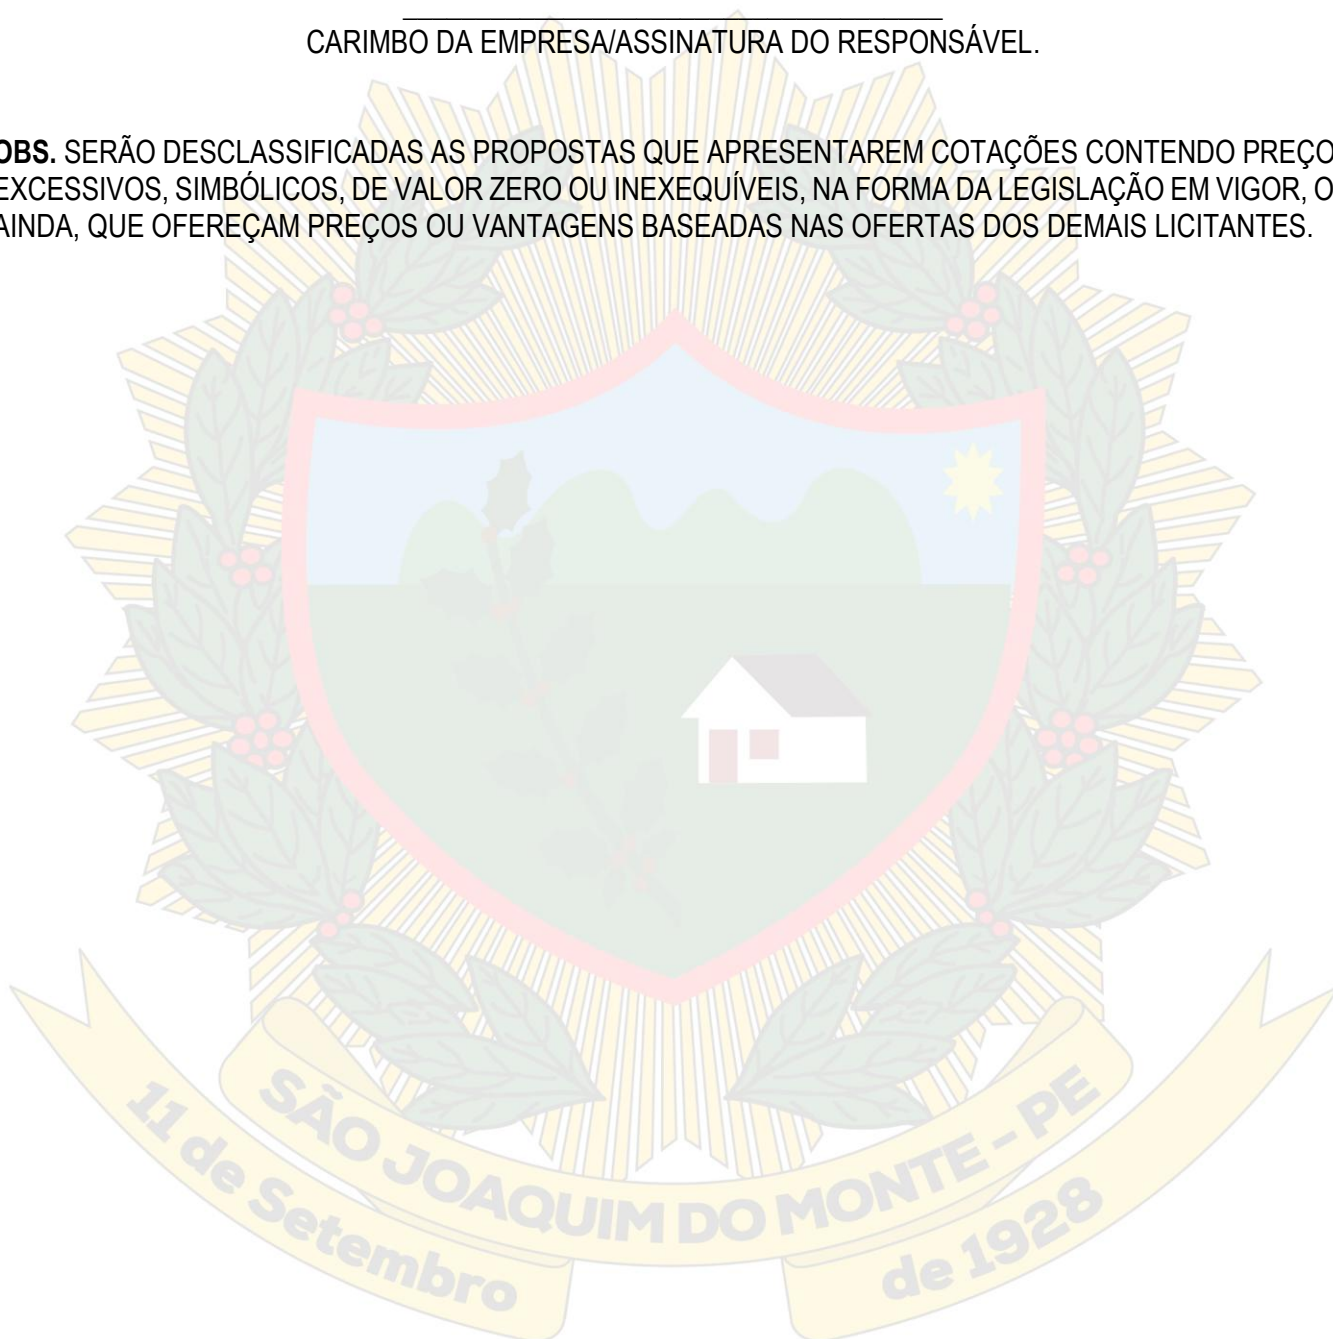 CARIMBO DA EMPRESA/ASSINATURA DO RESPONSÁVEL.
OBS. SERÃO DESCLASSIFICADAS AS PROPOSTAS QUE APRESENTAREM COTAÇÕES CONTENDO PREÇO
EXCESSIVOS, SIMBÓLICOS, DE VALOR ZERO OU INEXEQUÍVEIS, NA FORMA DA LEGISLAÇÃO EM VIGOR, O
AINDA, QUE OFEREÇAM PREÇOS OU VANTAGENS BASEADAS NAS OFERTAS DOS DEMAIS LICITANTES.
SÃO JOAQUIM DO MONTE - PE
11 de Setembro
de 1928